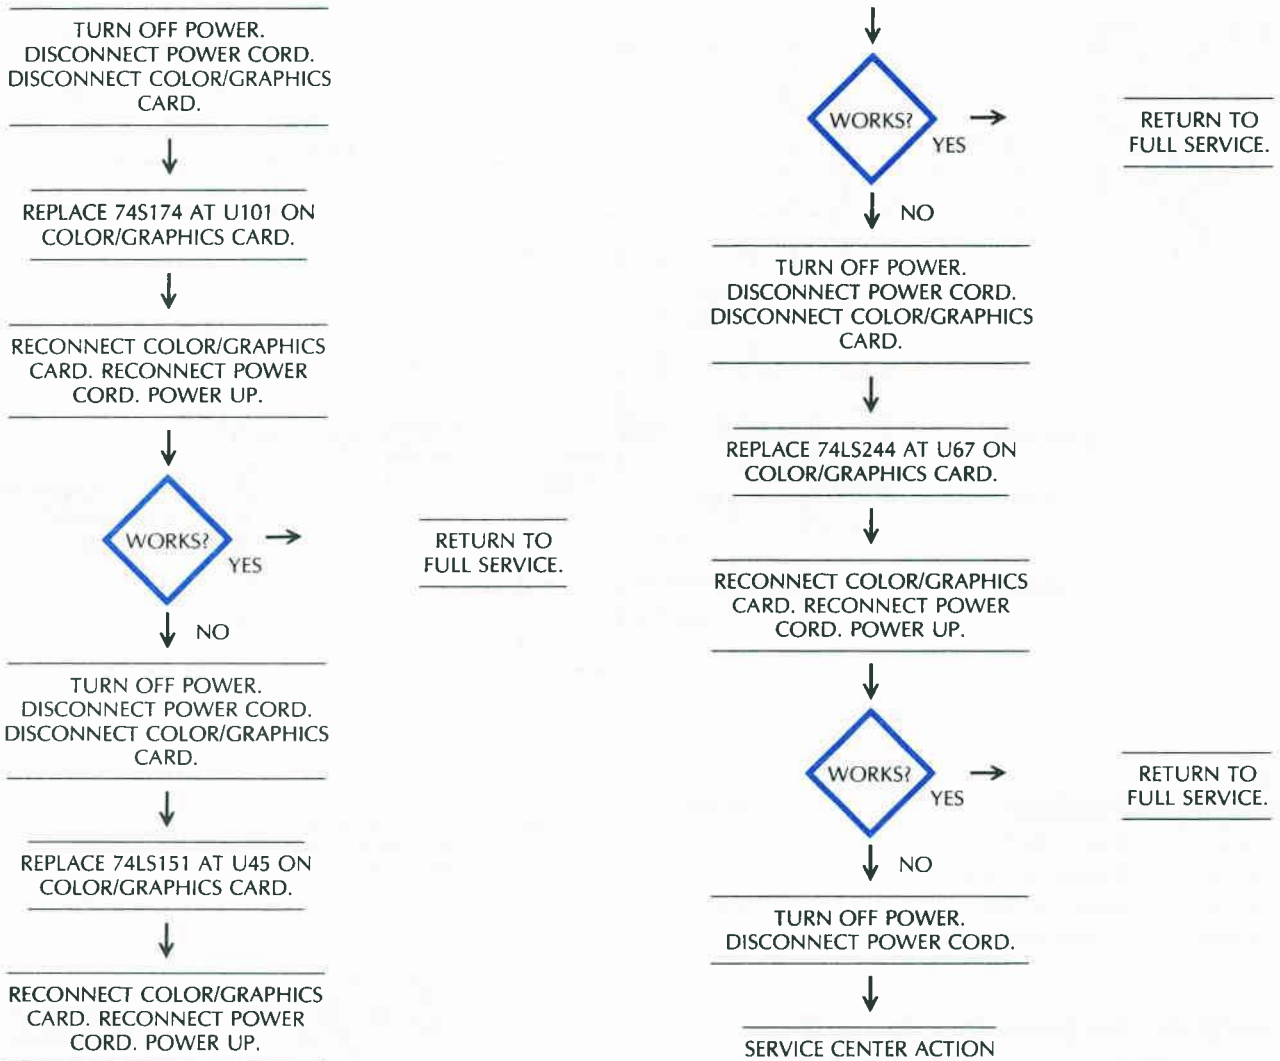 TURN OFF POWER.
DISCONNECT POWER CORD.
DISCONNECT COLOR/GRAPHICS
CARD.
REPLACE 74S174 AT U101 ON
COLOR/GRAPHICS CARD.
RECONNECT COLOR/GRAPHICS
CARD. RECONNECT POWER
CORD. POWER UP.
WORKS?
YES
RETURN TO
FULL SERVICE.
NO
TURN OFF POWER.
DISCONNECT POWER CORD.
DISCONNECT COLOR/GRAPHICS
CARD.
REPLACE 74LS151 AT U45 ON
COLOR/GRAPHICS CARD.
RECONNECT COLOR/GRAPHICS
CARD. RECONNECT POWER
CORD. POWER UP.
WORKS?
YES
RETURN TO
FULL SERVICE.
NO
TURN OFF POWER.
DISCONNECT POWER CORD.
DISCONNECT COLOR/GRAPHICS
CARD.
REPLACE 74LS244 AT U67 ON
COLOR/GRAPHICS CARD.
RECONNECT COLOR/GRAPHICS
CARD. RECONNECT POWER
CORD. POWER UP.
WORKS?
YES
RETURN TO
FULL SERVICE.
NO
TURN OFF POWER.
DISCONNECT POWER CORD.
SERVICE CENTER ACTION